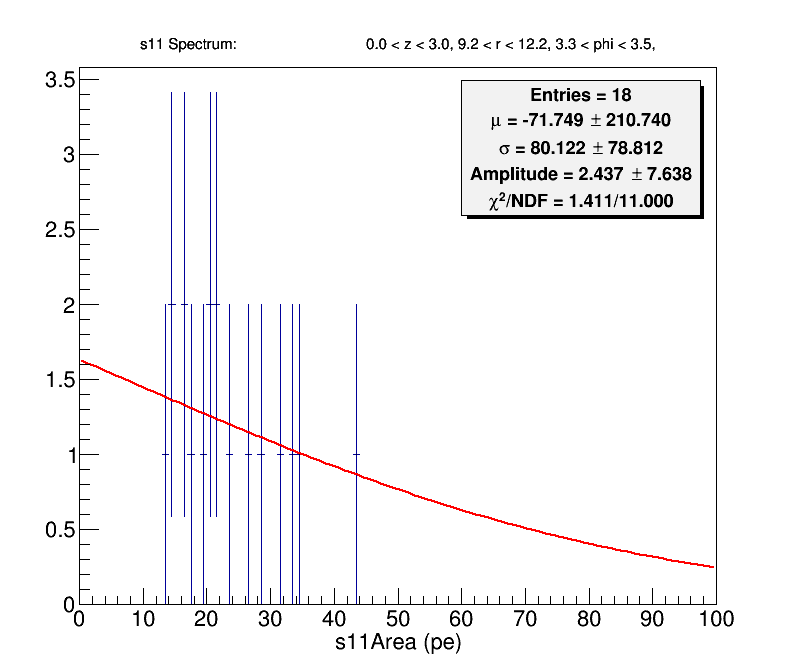 s11 Spectrum: 0.0 < z < 3.0, 9.2 < r < 12.2, 3.3 < phi < 3.5,
Entries = 18
μ = -71.749 ± 210.740
σ = 80.122 ± 78.812
Amplitude = 2.437 ± 7.638
χ²/NDF = 1.411/11.000
3.5
3
2.5
2
1.5
1
0.5
0
0 10 20 30 40 50 60 70 80 90 100
s11Area (pe)